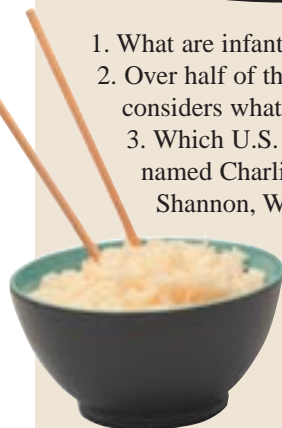 1. What are infant
2. Over half of th
considers what
3. Which U.S.
named Charli
Shannon, W